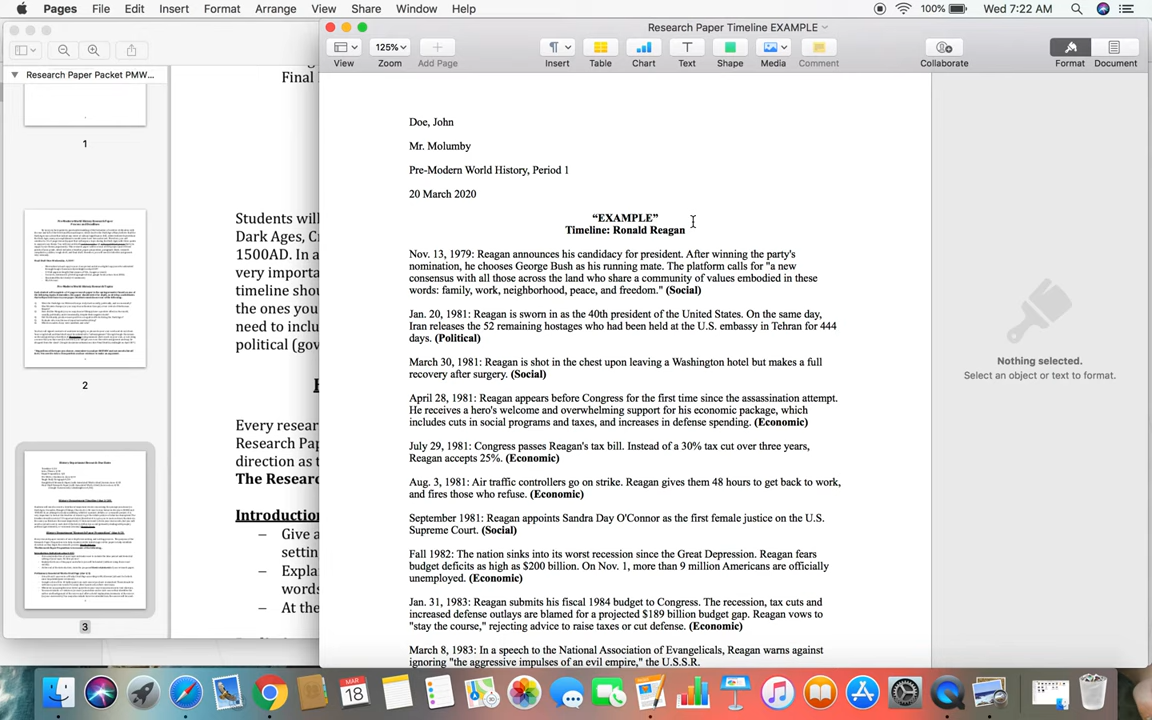 Pages File Edit Insert Format Arrange View Share Window Help 100% Wed 7:22 AM
Research Paper Timeline EXAMPLE
125%
View Zoom Add Page Insert Table Chart Text Shape Media Comment Collaborate Format Document
Research Paper Packet PMW...
1
2
3
Final
Students will
Dark Ages, C
1500AD. In a
very importa
timeline shou
the ones you
need to inclu
political (gov
Every resear
Research Pa
direction as t
The Researc
Introduction
– Give a
setting
– Explai
words
– At the
Doe, John
Mr. Molumby
Pre-Modern World History, Period 1
20 March 2020
“EXAMPLE”
Timeline: Ronald Reagan
Nov. 13, 1979: Reagan announces his candidacy for president. After winning the party's
nomination, he chooses George Bush as his running mate. The platform calls for "a new
consensus with all those across the land who share a community of values embodied in these
words: family, work, neighborhood, peace, and freedom." (Social)
Jan. 20, 1981: Reagan is sworn in as the 40th president of the United States. On the same day,
Iran releases the 52 remaining hostages who had been held at the U.S. embassy in Tehran for 444
days. (Political)
March 30, 1981: Reagan is shot in the chest upon leaving a Washington hotel but makes a full
recovery after surgery. (Social)
April 28, 1981: Reagan appears before Congress for the first time since the assassination attempt.
He receives a hero's welcome and overwhelming support for his economic package, which
includes cuts in social programs and taxes, and increases in defense spending. (Economic)
July 29, 1981: Congress passes Reagan's tax bill. Instead of a 30% tax cut over three years,
Reagan accepts 25%. (Economic)
Aug. 3, 1981: Air traffic controllers go on strike. Reagan gives them 48 hours to get back to work,
and fires those who refuse. (Economic)
September 1981: Reagan appoints Sandra Day O'Connor as the first female justice on the U.S.
Supreme Court. (Social)
Fall 1982: The nation sinks into its worst recession since the Great Depression. Reagan fears
budget deficits as high as $200 billion. On Nov. 1, more than 9 million Americans are officially
unemployed. (Economic)
Jan. 31, 1983: Reagan submits his fiscal 1984 budget to Congress. The recession, tax cuts and
increased defense outlays are blamed for a projected $189 billion budget gap. Reagan vows to
"stay the course," rejecting advice to raise taxes or cut defense. (Economic)
March 8, 1983: In a speech to the National Association of Evangelicals, Reagan warns against
ignoring "the aggressive impulses of an evil empire," the U.S.S.R.
Nothing selected.
Select an object or text to format.
MAR
18